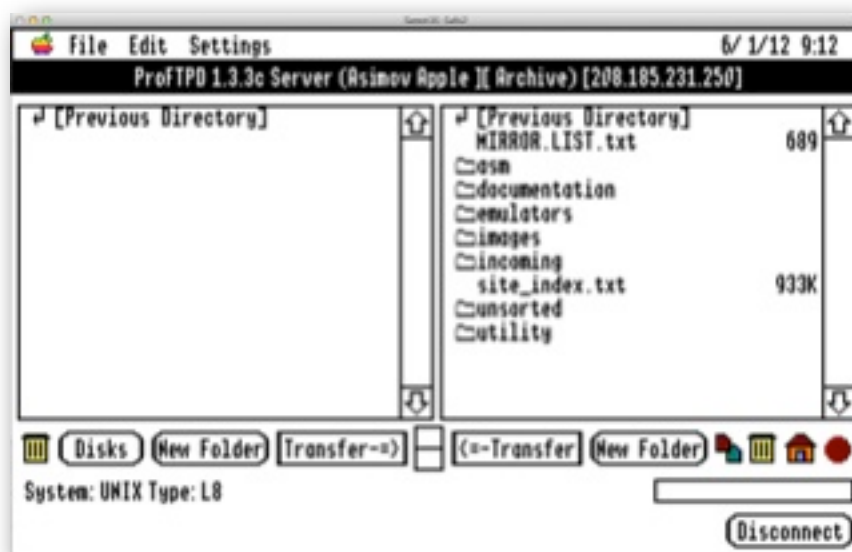 File Edit Settings 6/ 1/12 9:12
ProFTPD 1.3.3c Server (Asimov Apple ][ Archive) [208.185.231.250]
[Previous Directory]
[Previous Directory]
MIRROR.LIST.txt 689
asm
documentation
emulators
images
incoming
site_index.txt 933K
unsorted
utility
Disks New Folder Transfer-=> <=-Transfer New Folder
System: UNIX Type: L8
Disconnect